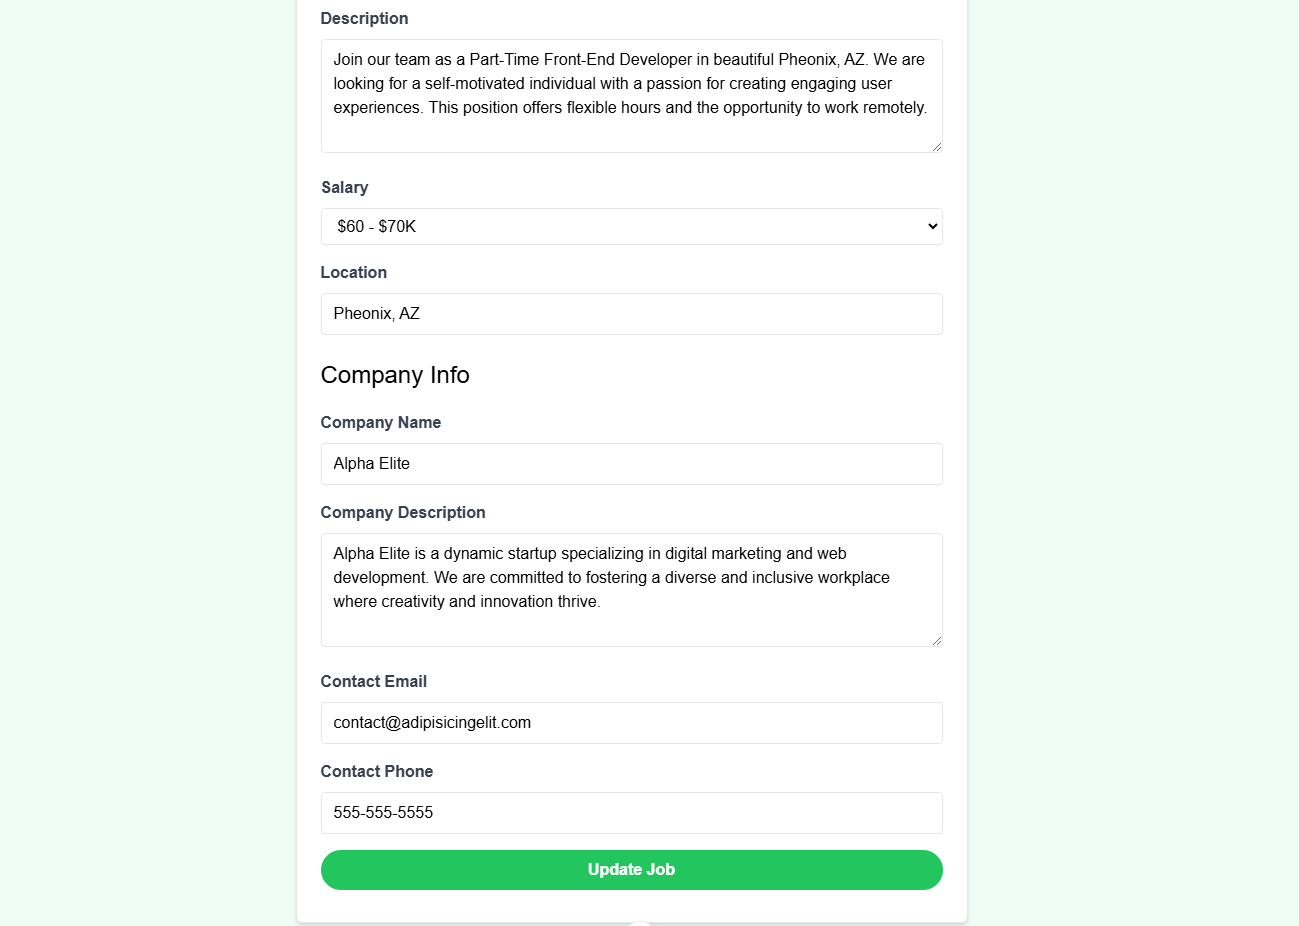 Description
Join our team as a Part-Time Front-End Developer in beautiful Pheonix, AZ. We are
looking for a self-motivated individual with a passion for creating engaging user
experiences. This position offers flexible hours and the opportunity to work remotely.
Salary
$60 - $70K
Location
Pheonix, AZ
Company Info
Company Name
Alpha Elite
Company Description
Alpha Elite is a dynamic startup specializing in digital marketing and web
development. We are committed to fostering a diverse and inclusive workplace
where creativity and innovation thrive.
Contact Email
contact@adipisicingelit.com
Contact Phone
555-555-5555
Update Job